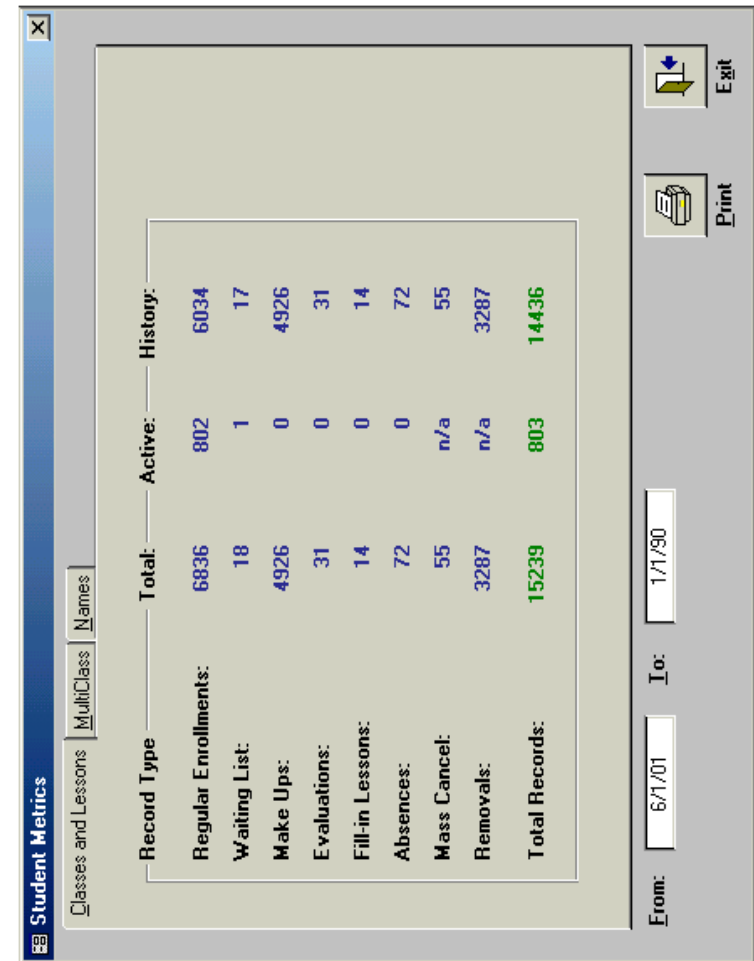 Student Metrics
Classes and Lessons MultiClass Names
Record Type Total: Active: History:
Regular Enrollments: 6836 802 6034
Waiting List: 18 1 17
Make Ups: 4926 0 4926
Evaluations: 31 0 31
Fill-in Lessons: 14 0 14
Absences: 72 0 72
Mass Cancel: 55 n/a 55
Removals: 3287 n/a 3287
Total Records: 15239 803 14436
From: 6/1/01 To: 1/1/90
Print Exit